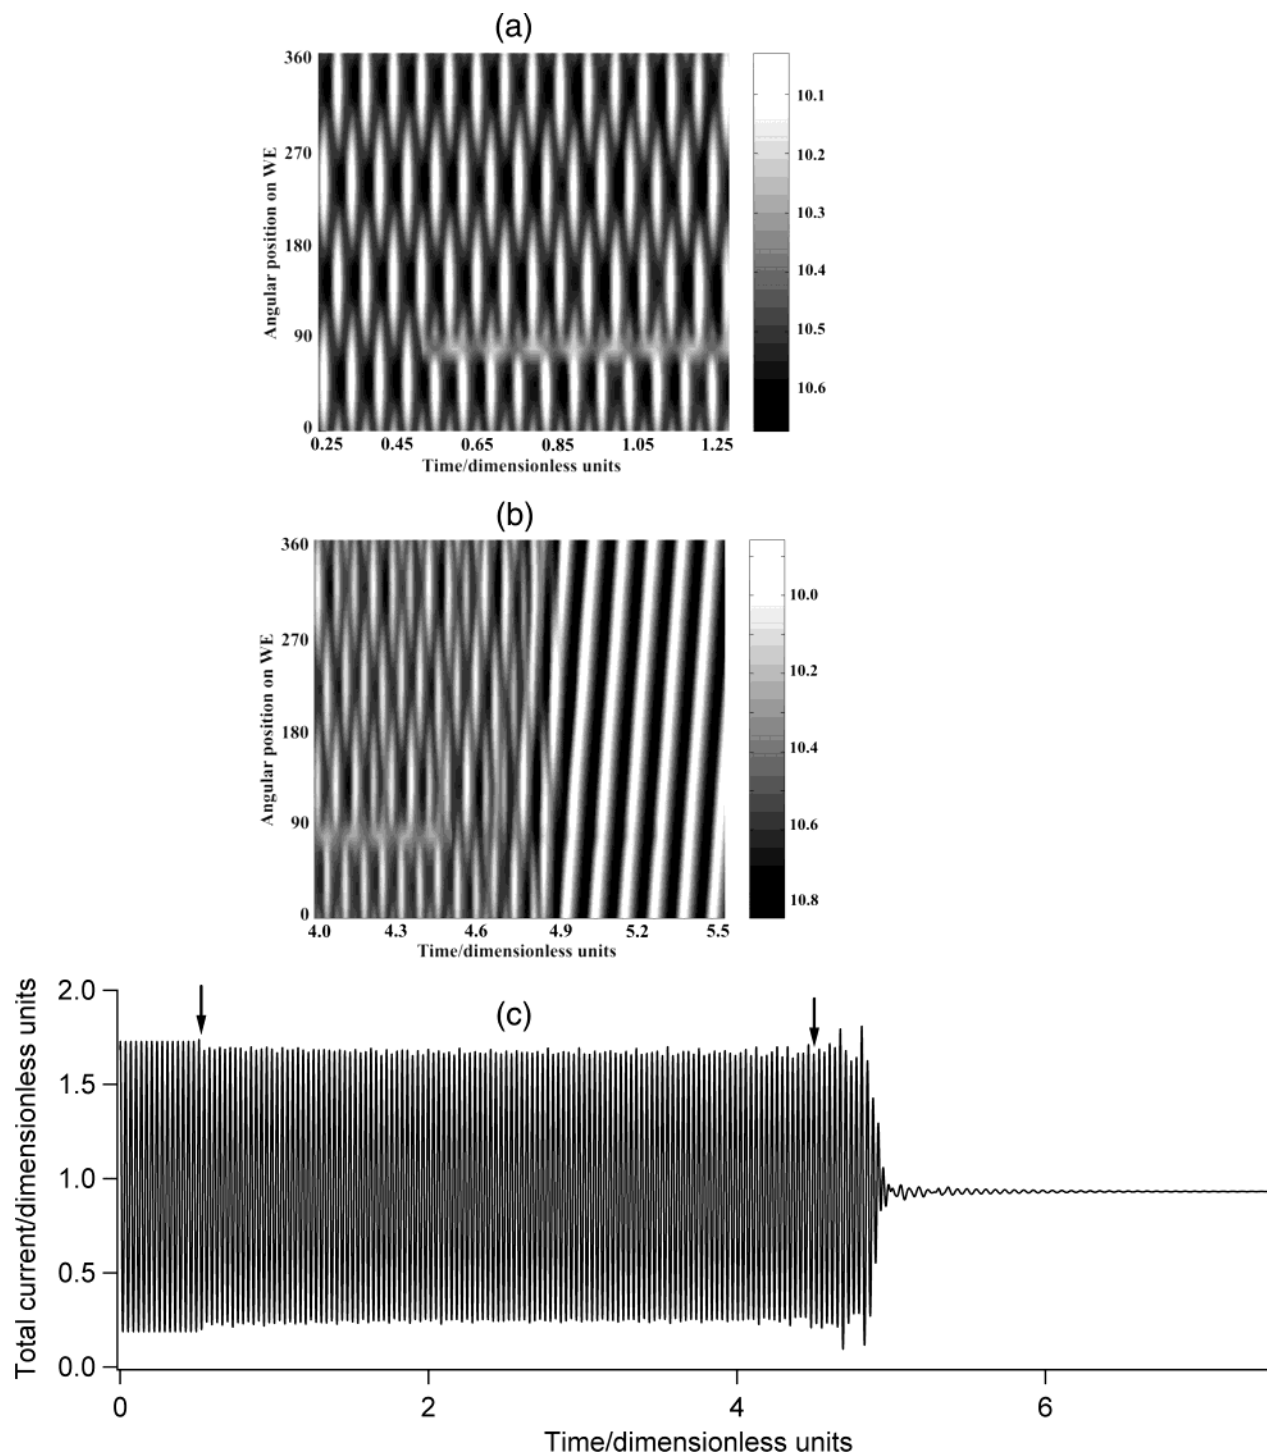 (a)
360
270
180
90
0
Angular position on WE
0.25 0.45 0.65 0.85 1.05 1.25
Time/dimensionless units
10.1
10.2
10.3
10.4
10.5
10.6
(b)
360
270
180
90
0
Angular position on WE
4.0 4.3 4.6 4.9 5.2 5.5
Time/dimensionless units
10.0
10.2
10.4
10.6
10.8
(c)
2.0
1.5
1.0
0.5
0.0
Total current/dimensionless units
0 2 4 6
Time/dimensionless units